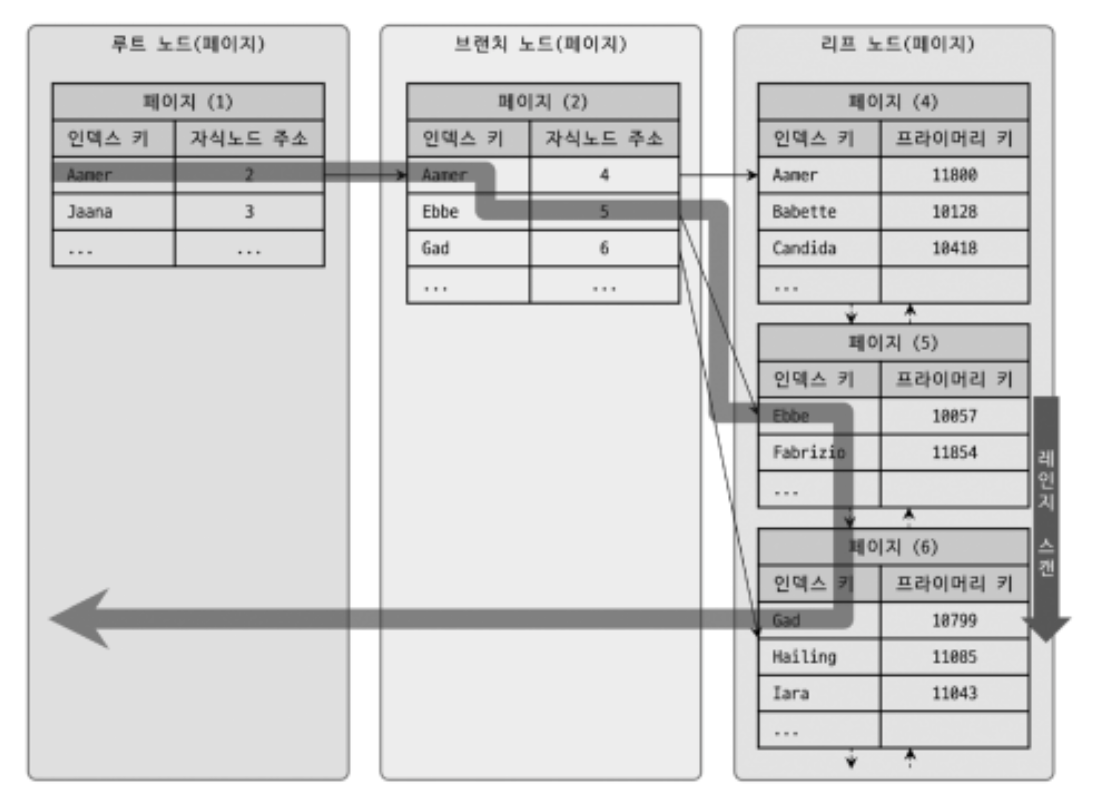 루트 노드(페이지)
페이지 (1)
인덱스 키 자식노드 주소
Aamer 2
Jaana 3
... ...
브랜치 노드(페이지)
페이지 (2)
인덱스 키 자식노드 주소
Aamer 4
Ebbe 5
Gad 6
... ...
리프 노드(페이지)
페이지 (4)
인덱스 키 프라이머리 키
Aamer 11800
Babette 10128
Candida 10418
...
페이지 (5)
인덱스 키 프라이머리 키
Ebbe 10057
Fabrizio 11854
...
페이지 (6)
인덱스 키 프라이머리 키
Gad 10799
Hailing 11085
Iara 11043
...
레인지 스캔